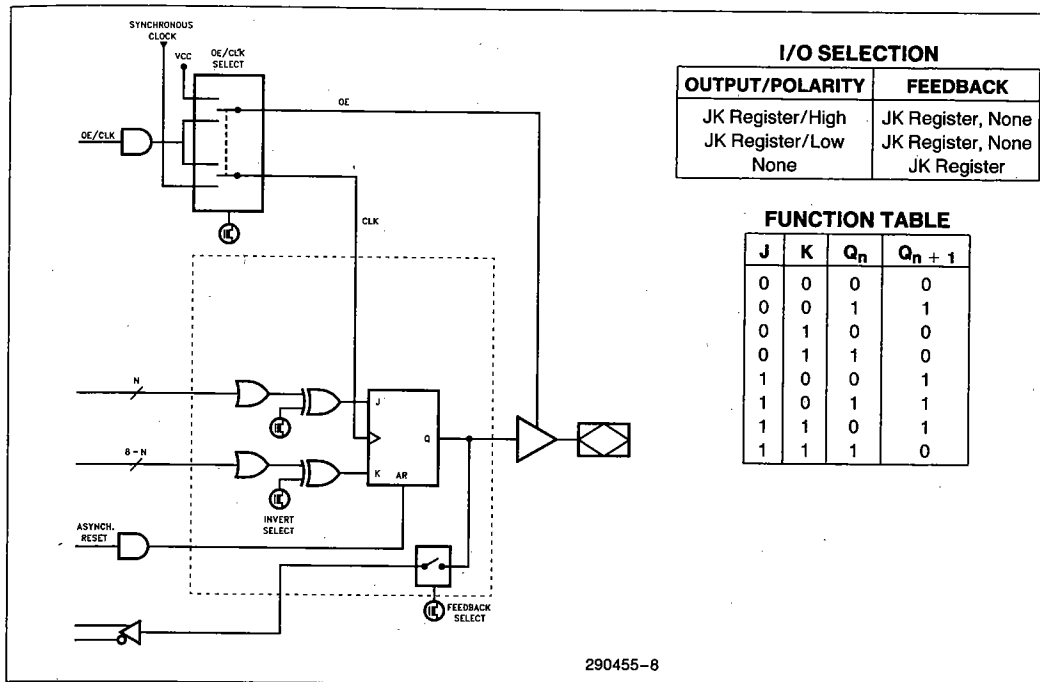 SYNCHRONOUS
CLOCK
VCC
OE/CLK
SELECT
OE
OE/CLK
CLK
N
J
Q
8-N
K
AR
INVERT
SELECT
ASYNCH.
RESET
FEEDBACK
SELECT
I/O SELECTION
OUTPUT/POLARITY FEEDBACK
JK Register/High JK Register, None
JK Register/Low JK Register, None
None JK Register
FUNCTION TABLE
J K Qn Qn + 1
0 0 0 0
0 0 1 1
0 1 0 0
0 1 1 0
1 0 0 1
1 0 1 1
1 1 0 1
1 1 1 0
290455-8